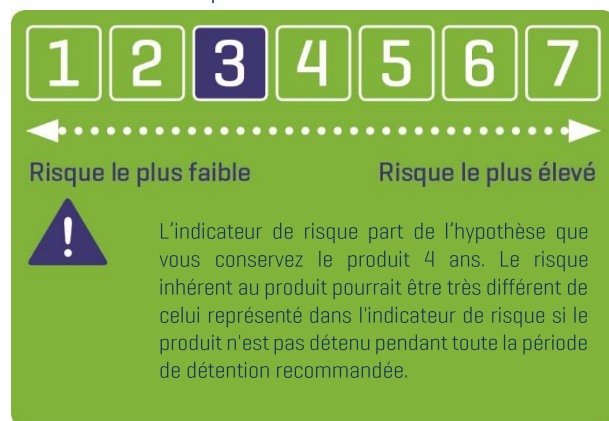 1 2 3 4 5 6 7
Risque le plus faible Risque le plus élevé
!
L'indicateur de risque part de l'hypothèse que
vous conservez le produit 4 ans. Le risque
inhérent au produit pourrait être très différent de
celui représenté dans l'indicateur de risque si le
produit n'est pas détenu pendant toute la période
de détention recommandée.